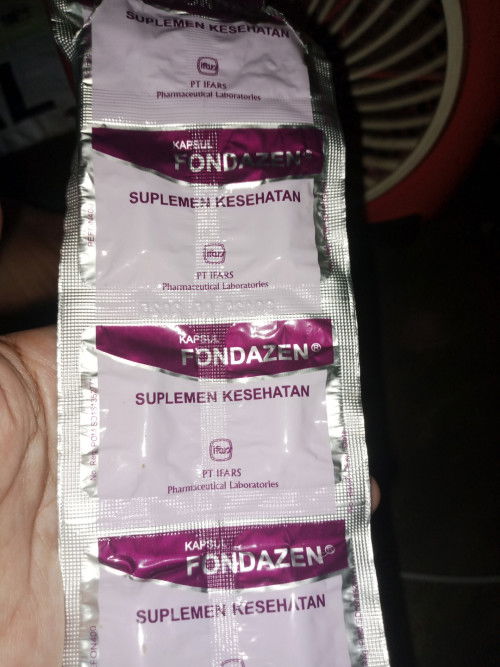 SUPLEMEN KESEHATAN
ifars
PT IFARS
Pharmaceutical Laboratories
KAPSUL
FONDAZEN®
SUPLEMEN KESEHATAN
ifars
PT IFARS
Pharmaceutical Laboratories
KAPSUL
FONDAZEN®
SUPLEMEN KESEHATAN
ifars
PT IFARS
Pharmaceutical Laboratories
KAPSUL
FONDAZEN®
SUPLEMEN KESEHATAN